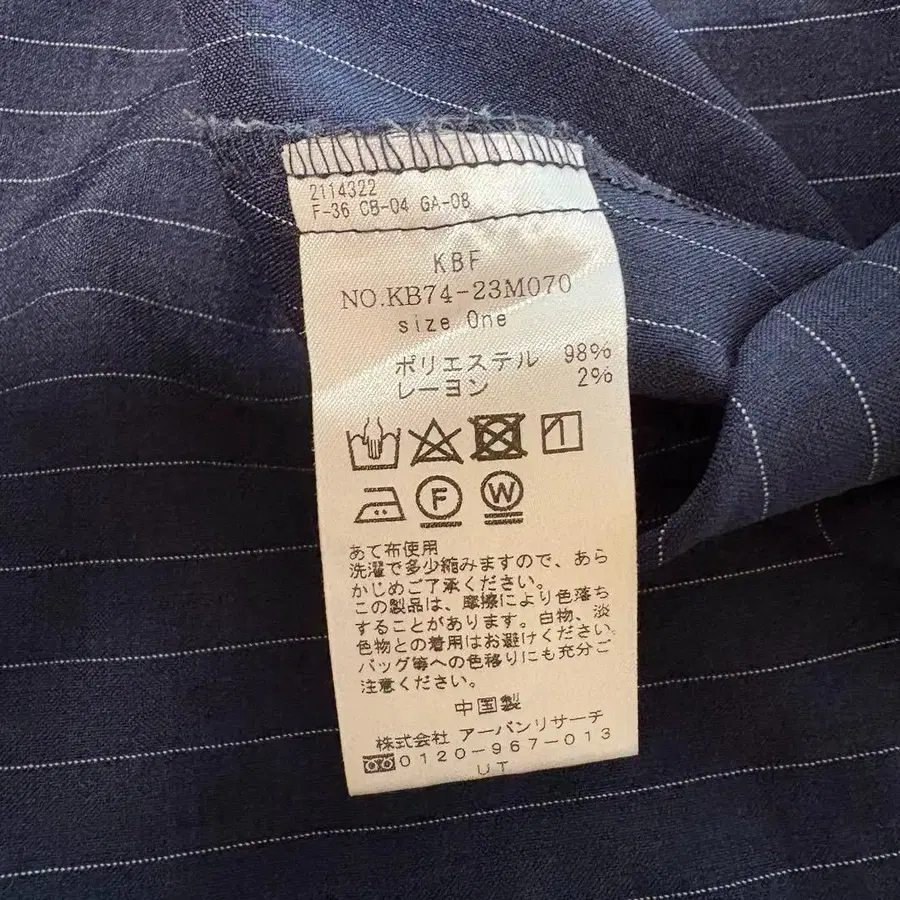 2114322
F-36 CB-04 GA-08
KBF
NO.KB74-23M070
size One
ポリエステル 98%
レーヨン 2%
F W
あて布使用
洗濯で多少縮みますので、あら
かじめご了承ください。
この製品は、摩擦により色落ち
することがあります。白物、淡
色物との着用はお避けください。
バッグ等への色移りにも充分ご
注意ください。
中国製
株式会社 アーバンリサーチ
0120-967-013
UT